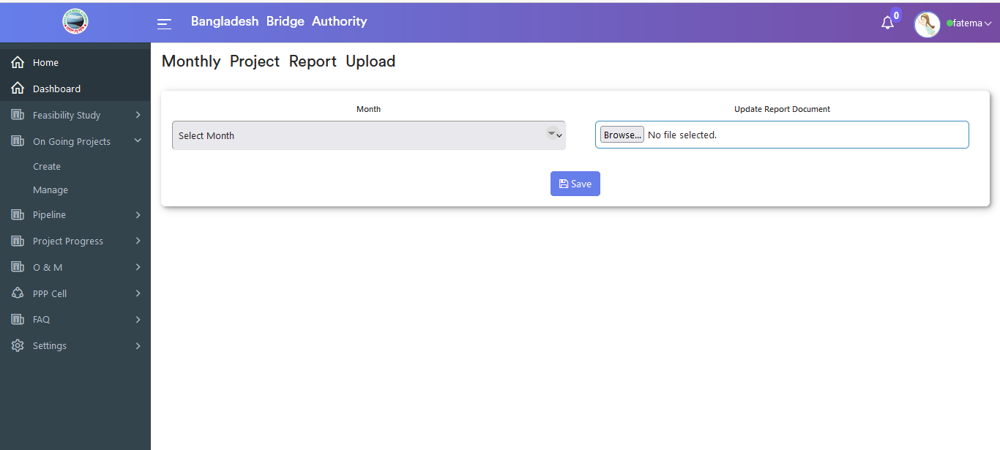 Bangladesh Bridge Authority
0
fatema
Home
Dashboard
Feasibility Study
On Going Projects
Create
Manage
Pipeline
Project Progress
O & M
PPP Cell
FAQ
Settings
Monthly Project Report Upload
Month
Select Month
Update Report Document
Browse... No file selected.
Save